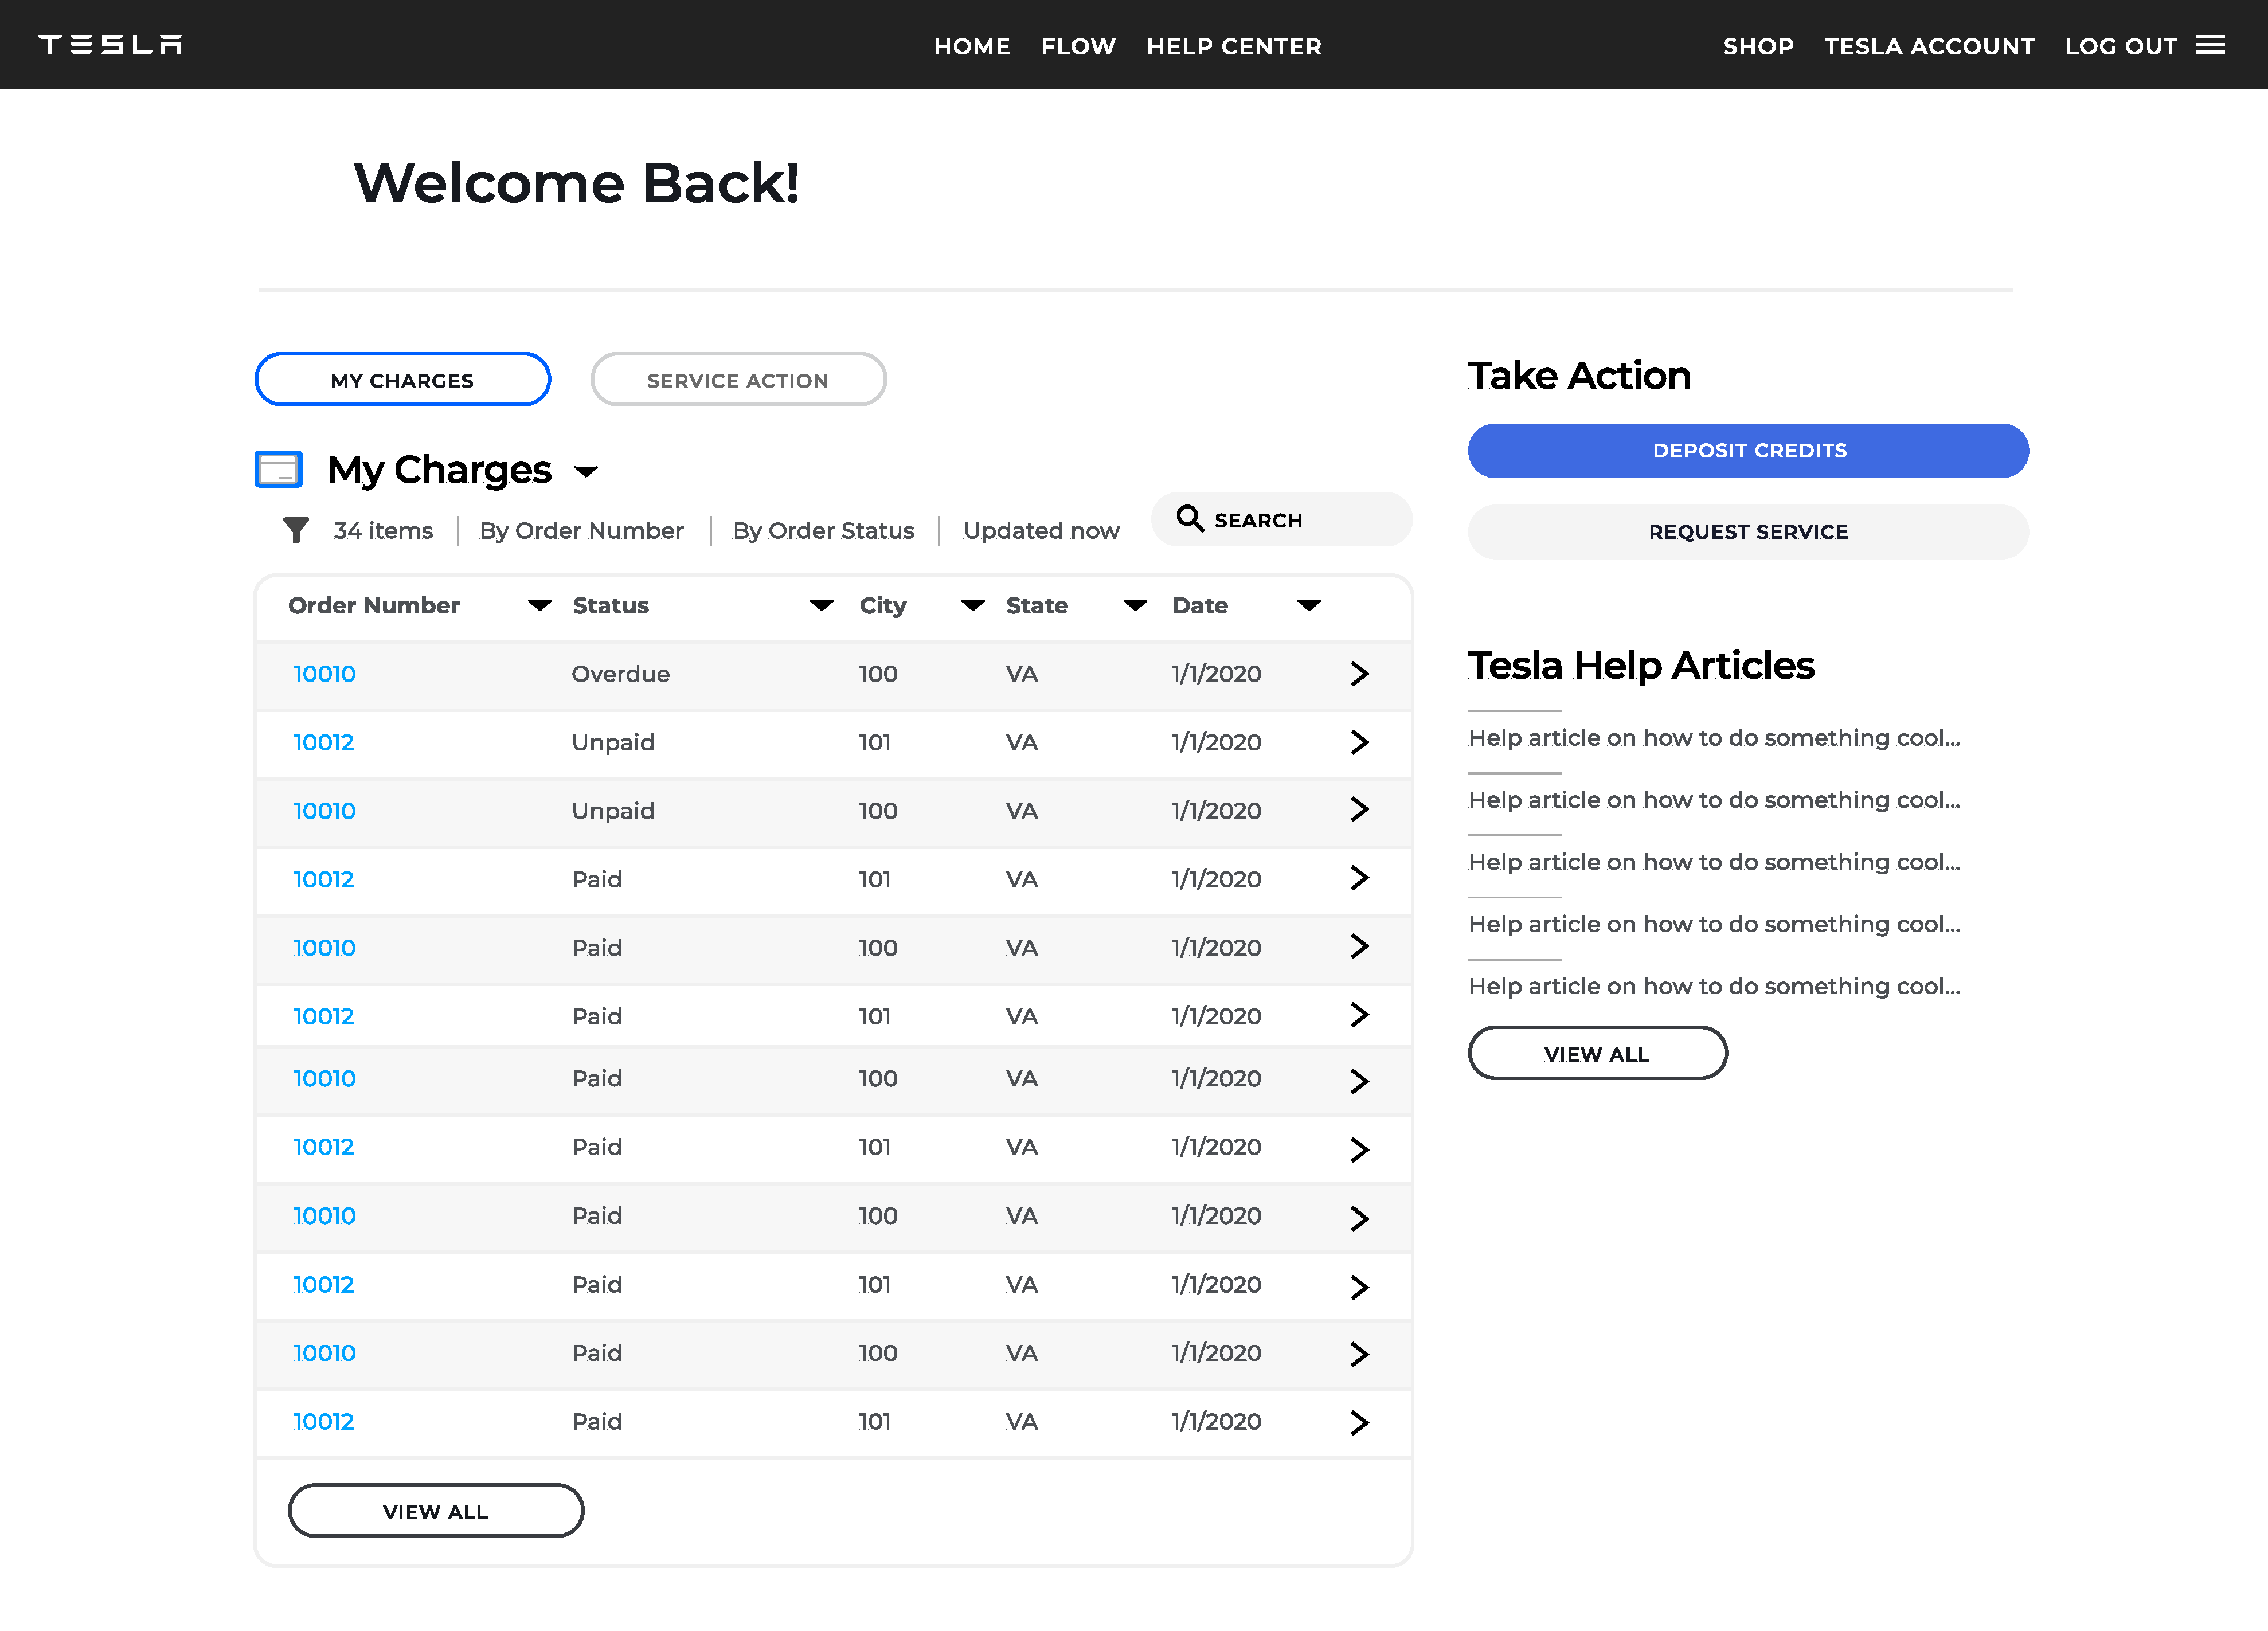 TESLA HOME FLOW HELP CENTER SHOP TESLA ACCOUNT LOG OUT
Welcome Back!
MY CHARGES SERVICE ACTION
My Charges
34 items By Order Number By Order Status Updated now SEARCH
Order Number Status City State Date
10010 Overdue 100 VA 1/1/2020
10012 Unpaid 101 VA 1/1/2020
10010 Unpaid 100 VA 1/1/2020
10012 Paid 101 VA 1/1/2020
10010 Paid 100 VA 1/1/2020
10012 Paid 101 VA 1/1/2020
10010 Paid 100 VA 1/1/2020
10012 Paid 101 VA 1/1/2020
10010 Paid 100 VA 1/1/2020
10012 Paid 101 VA 1/1/2020
10010 Paid 100 VA 1/1/2020
10012 Paid 101 VA 1/1/2020
VIEW ALL
Take Action
DEPOSIT CREDITS
REQUEST SERVICE
Tesla Help Articles
Help article on how to do something cool...
Help article on how to do something cool...
Help article on how to do something cool...
Help article on how to do something cool...
Help article on how to do something cool...
VIEW ALL